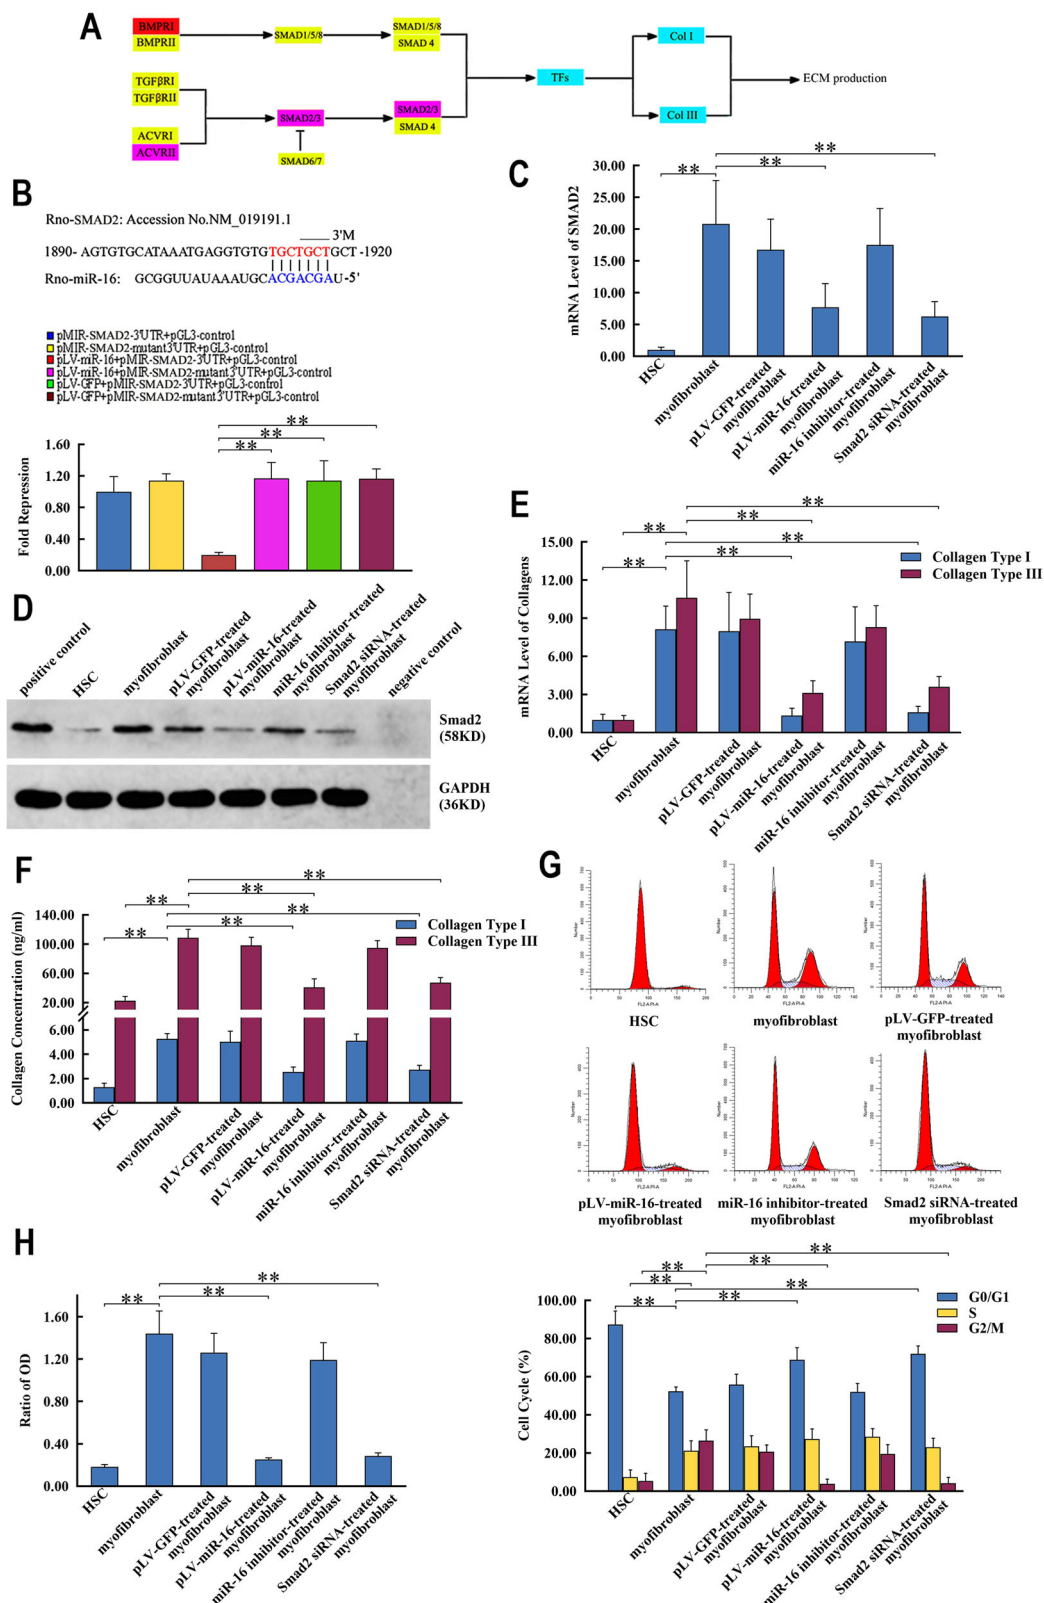 A
BMPRI
BMPRII
SMAD1/5/8
SMAD1/5/8
SMAD 4
TGFβRI
TGFβRII
ACVRI
ACVRII
SMAD2/3
SMAD6/7
SMAD2/3
SMAD 4
TFs
Col I
Col III
ECM production
B
Rno-SMAD2: Accession No.NM_019191.1
3'M
1890- AGTGTGCATAAATGAGGTGTGTGCTGCTGCT -1920
Rno-miR-16: GCGGUUAUAAAUGCACGACGAU-5'
pMIR-SMAD2-3'UTR+pGL3-control
pMIR-SMAD2-mutant3'UTR+pGL3-control
pLV-miR-16+pMIR-SMAD2-3'UTR+pGL3-control
pLV-miR-16+pMIR-SMAD2-mutant3'UTR+pGL3-control
pLV-GFP+pMIR-SMAD2-3'UTR+pGL3-control
pLV-GFP+pMIR-SMAD2-mutant3'UTR+pGL3-control
Fold Repression
1.60
1.20
0.80
0.40
0.00
**
**
**
C
mRNA Level of SMAD2
30.00
25.00
20.00
15.00
10.00
5.00
0.00
**
**
**
HSC
myofibroblast
pLV-GFP-treated
myofibroblast
pLV-miR-16-treated
myofibroblast
miR-16 inhibitor-treated
myofibroblast
Smad2 siRNA-treated
myofibroblast
D
positive control
HSC
myofibroblast
pLV-GFP-treated
myofibroblast
pLV-miR-16-treated
myofibroblast
miR-16 inhibitor-treated
myofibroblast
Smad2 siRNA-treated
myofibroblast
negative control
Smad2
(58KD)
GAPDH
(36KD)
E
mRNA Level of Collagens
15.00
12.00
9.00
6.00
3.00
0.00
**
**
**
**
**
**
Collagen Type I
Collagen Type III
HSC
myofibroblast
pLV-GFP-treated
myofibroblast
pLV-miR-16-treated
myofibroblast
miR-16 inhibitor-treated
myofibroblast
Smad2 siRNA-treated
myofibroblast
F
Collagen Concentration (ng/ml)
140.00
100.00
60.00
20.00
6.00
4.00
2.00
0.00
**
**
**
**
**
**
Collagen Type I
Collagen Type III
HSC
myofibroblast
pLV-GFP-treated
myofibroblast
pLV-miR-16-treated
myofibroblast
miR-16 inhibitor-treated
myofibroblast
Smad2 siRNA-treated
myofibroblast
G
Number
FL2-A PI-A
HSC
Number
FL2-A PI-A
myofibroblast
Number
FL2-A PI-A
pLV-GFP-treated
myofibroblast
Number
FL2-A PI-A
pLV-miR-16-treated
myofibroblast
Number
FL2-A PI-A
miR-16 inhibitor-treated
myofibroblast
Number
FL2-A PI-A
Smad2 siRNA-treated
myofibroblast
Cell Cycle (%)
100.00
80.00
60.00
40.00
20.00
0.00
**
**
**
**
**
**
**
G0/G1
S
G2/M
HSC
myofibroblast
pLV-GFP-treated
myofibroblast
pLV-miR-16-treated
myofibroblast
miR-16 inhibitor-treated
myofibroblast
Smad2 siRNA-treated
myofibroblast
H
Ratio of OD
1.60
1.20
0.80
0.40
0.00
**
**
**
HSC
myofibroblast
pLV-GFP-treated
myofibroblast
pLV-miR-16-treated
myofibroblast
miR-16 inhibitor-treated
myofibroblast
Smad2 siRNA-treated
myofibroblast